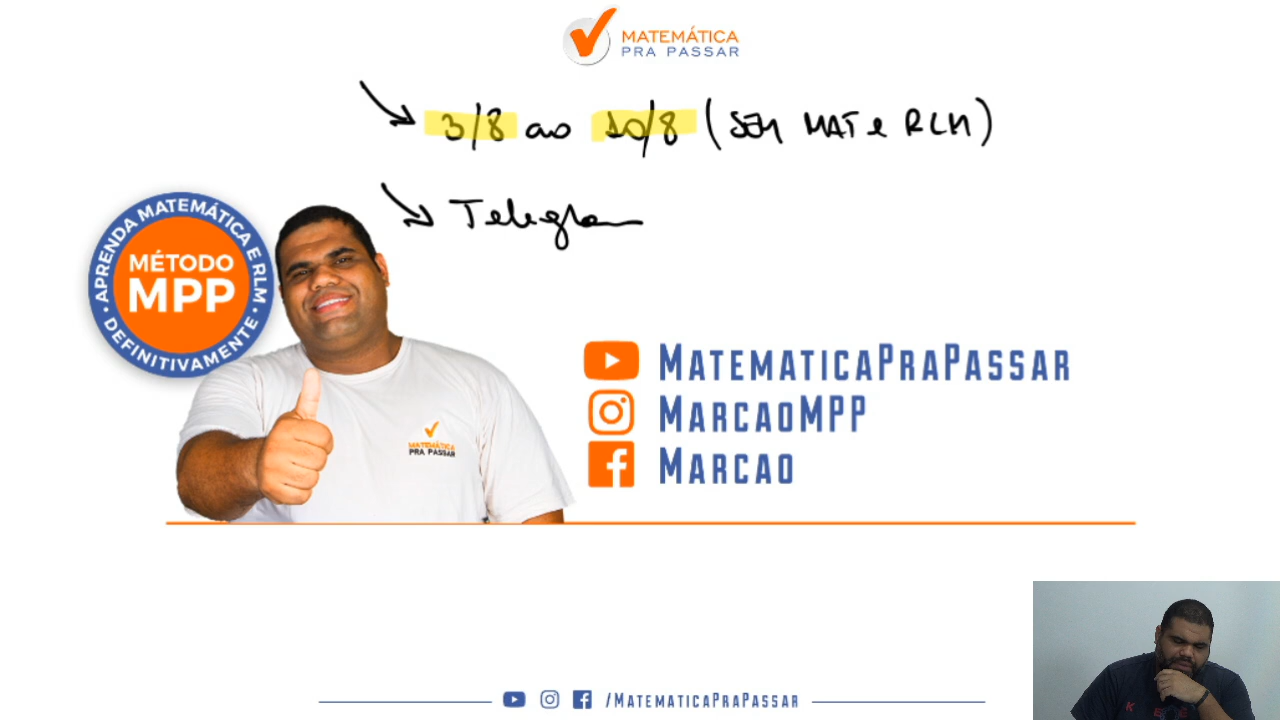 MATEMÁTICA
PRA PASSAR
3/8 ao 10/8 (SEM MAT e RLM)
Telegram
APRENDA MATEMÁTICA E RLM
MÉTODO
MPP
DEFINITIVAMENTE
MATEMÁTICA
PRA PASSAR
MATEMATICAPRAPASSAR
MARCAOMPP
MARCAO
/MATEMATICAPRAPASSAR